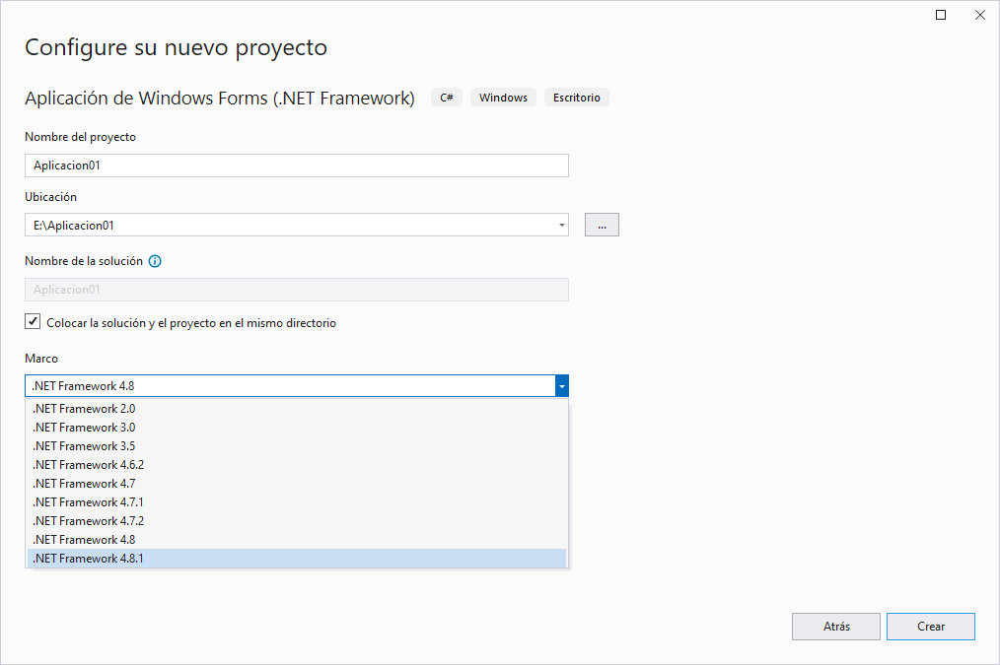 Configure su nuevo proyecto
Aplicación de Windows Forms (.NET Framework) C# Windows Escritorio
Nombre del proyecto
Aplicacion01
Ubicación
E:\Aplicacion01
...
Nombre de la solución
Aplicacion01
Colocar la solución y el proyecto en el mismo directorio
Marco
.NET Framework 4.8
.NET Framework 2.0
.NET Framework 3.0
.NET Framework 3.5
.NET Framework 4.6.2
.NET Framework 4.7
.NET Framework 4.7.1
.NET Framework 4.7.2
.NET Framework 4.8
.NET Framework 4.8.1
Atrás Crear